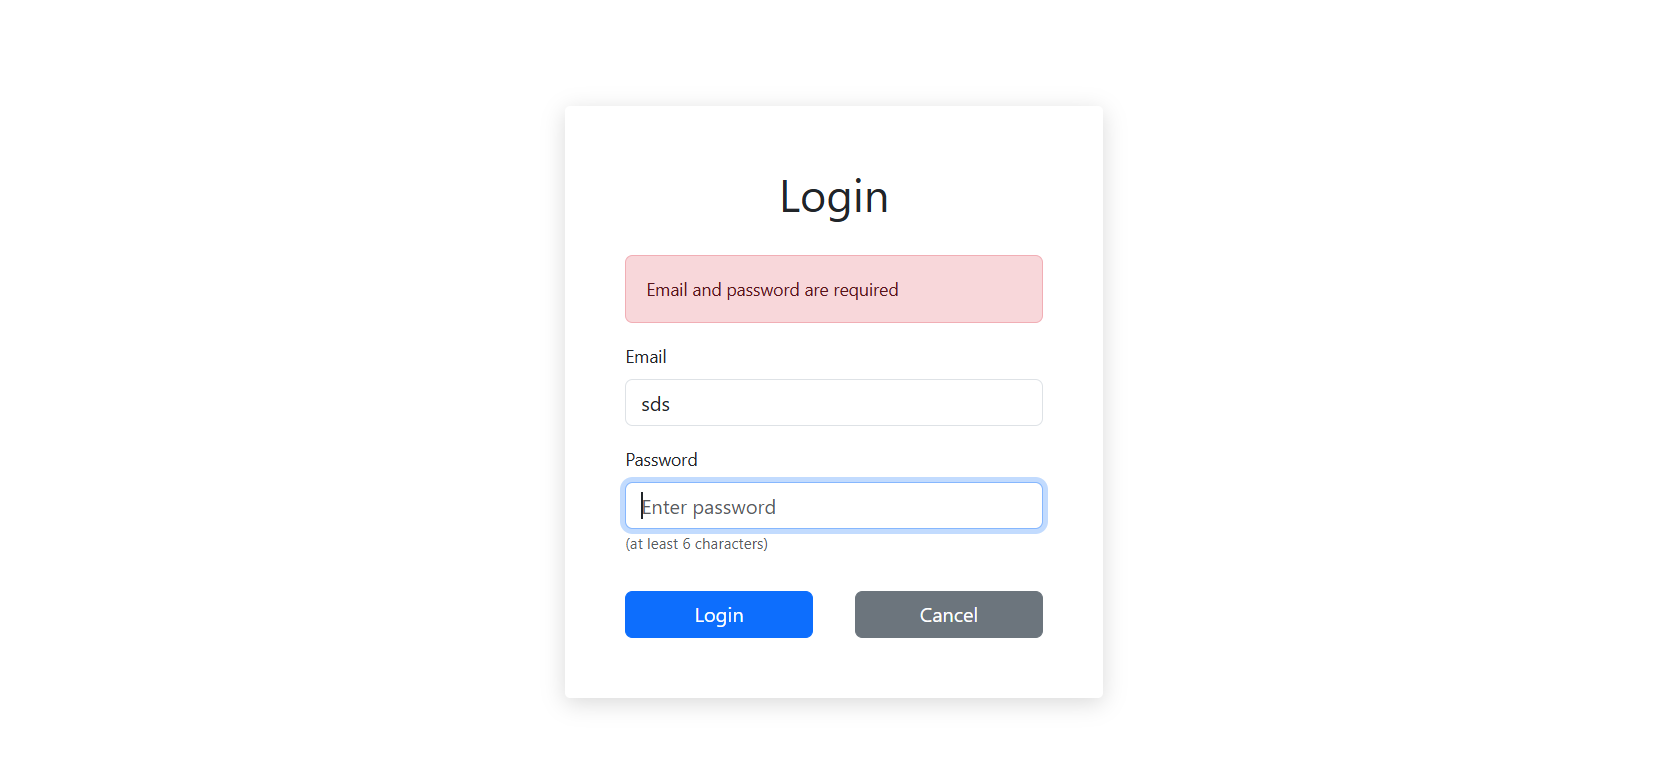 Login
Email and password are required
Email
sds
Password
Enter password
(at least 6 characters)
Login Cancel